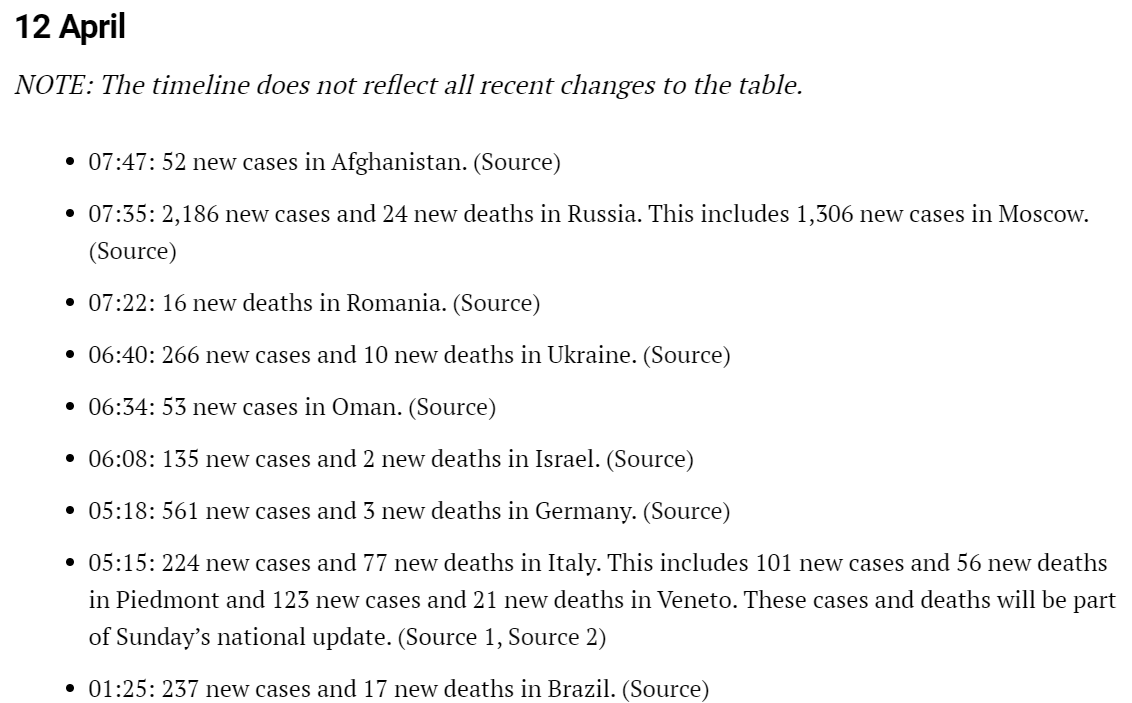 12 April
NOTE: The timeline does not reflect all recent changes to the table.
• 07:47: 52 new cases in Afghanistan. (Source)
• 07:35: 2,186 new cases and 24 new deaths in Russia. This includes 1,306 new cases in Moscow.
(Source)
• 07:22: 16 new deaths in Romania. (Source)
• 06:40: 266 new cases and 10 new deaths in Ukraine. (Source)
• 06:34: 53 new cases in Oman. (Source)
• 06:08: 135 new cases and 2 new deaths in Israel. (Source)
• 05:18: 561 new cases and 3 new deaths in Germany. (Source)
• 05:15: 224 new cases and 77 new deaths in Italy. This includes 101 new cases and 56 new deaths
in Piedmont and 123 new cases and 21 new deaths in Veneto. These cases and deaths will be part
of Sunday’s national update. (Source 1, Source 2)
• 01:25: 237 new cases and 17 new deaths in Brazil. (Source)